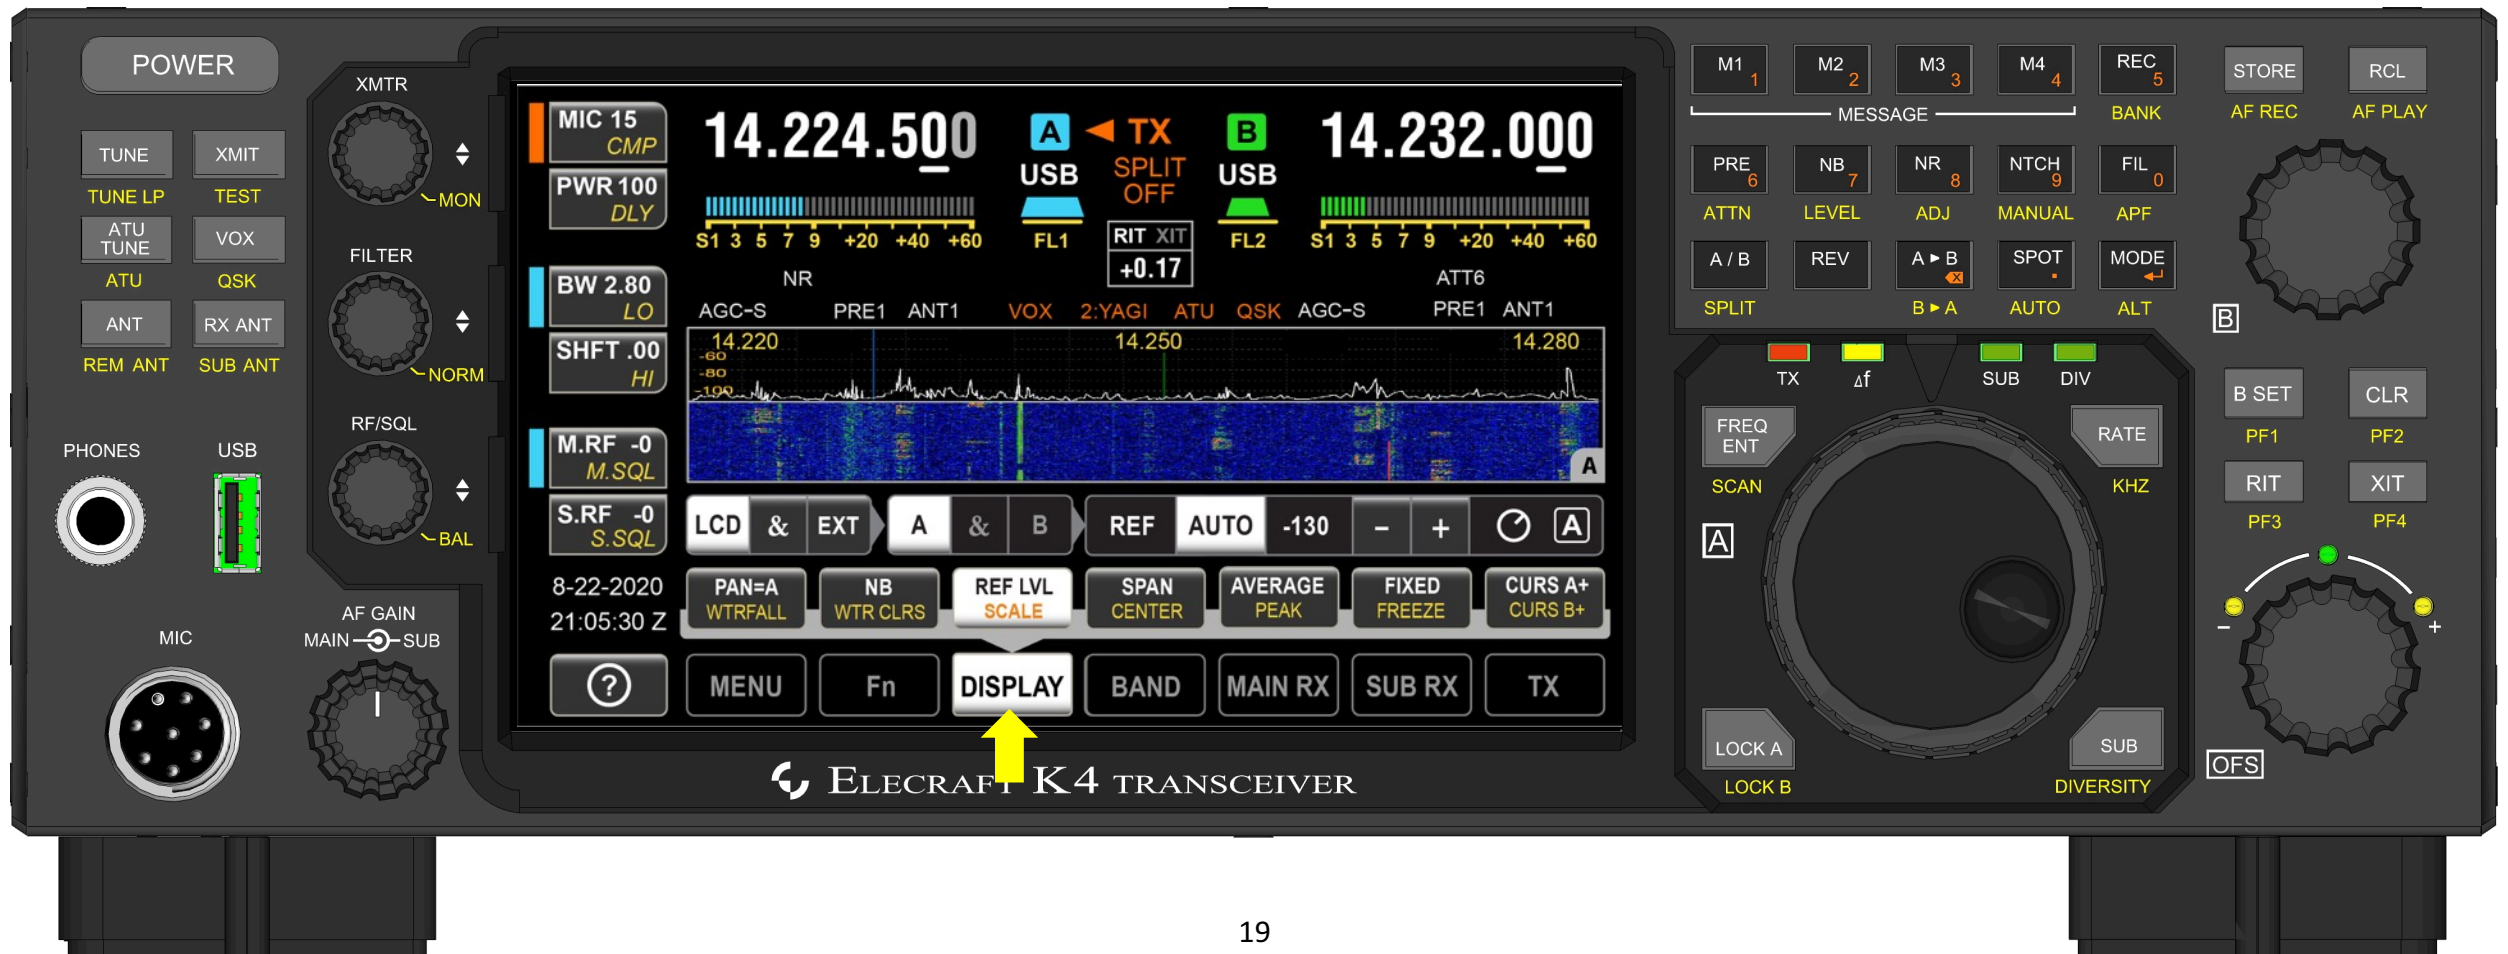 POWER
TUNE XMIT
TUNE LP TEST
ATU TUNE VOX
ATU QSK
ANT RX ANT
REM ANT SUB ANT
PHONES USB
MIC
XMTR
MON
FILTER
NORM
RF/SQL
BAL
AF GAIN
MAIN SUB
MIC 15
CMP
PWR 100
DLY
BW 2.80
LO
SHFT .00
HI
M.RF -0
M.SQL
S.RF -0
S.SQL
8-22-2020
21:05:30 Z
?
14.224.500 A TX B 14.232.000
USB SPLIT OFF USB
S1 3 5 7 9 +20 +40 +60 FL1 RIT XIT FL2 S1 3 5 7 9 +20 +40 +60
+0.17
NR ATT6
AGC-S PRE1 ANT1 VOX 2:YAGI ATU QSK AGC-S PRE1 ANT1
14.220 14.250 14.280
-60
-80
-100
A
LCD & EXT A & B REF AUTO -130 - + A
PAN=A NB REF LVL SPAN AVERAGE FIXED CURS A+
WTRFALL WTR CLRS SCALE CENTER PEAK FREEZE CURS B+
MENU Fn DISPLAY BAND MAIN RX SUB RX TX
ELECRAFT K4 TRANSCEIVER
M1 1 M2 2 M3 3 M4 4 REC 5
MESSAGE BANK
PRE 6 NB 7 NR 8 NTCH 9 FIL 0
ATTN LEVEL ADJ MANUAL APF
A / B REV A ▸ B SPOT . MODE
SPLIT B ▸ A AUTO ALT
STORE RCL
AF REC AF PLAY
B
TX Δf SUB DIV
FREQ ENT RATE
SCAN KHZ
A
LOCK A SUB
LOCK B DIVERSITY
B SET CLR
PF1 PF2
RIT XIT
PF3 PF4
- +
OFS
19